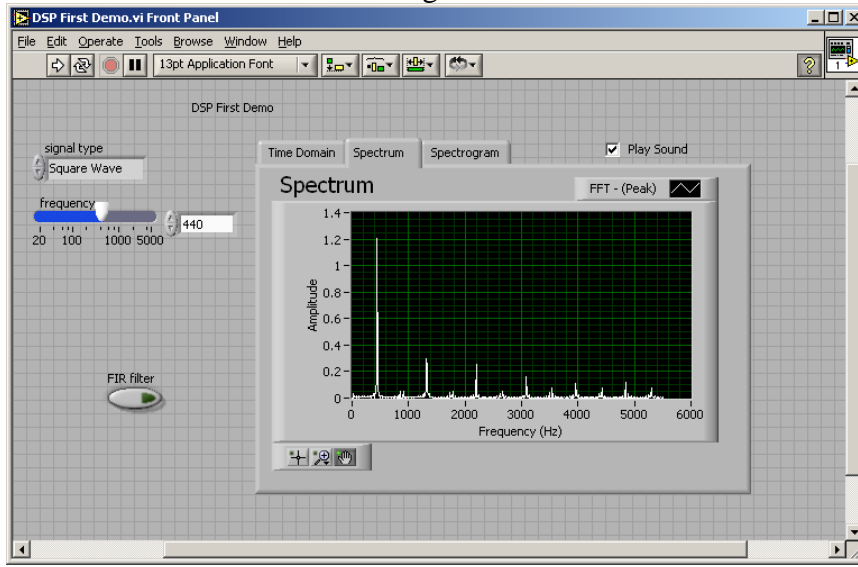 DSP First Demo.vi Front Panel
File Edit Operate Tools Browse Window Help
13pt Application Font
?
1
DSP First Demo
signal type
Square Wave
frequency
440
20 100 1000 5000
FIR filter
Time Domain Spectrum Spectrogram
Play Sound
Spectrum
FFT - (Peak)
1.4
1.2
1
0.8
0.6
0.4
0.2
0
Amplitude
0 1000 2000 3000 4000 5000 6000
Frequency (Hz)